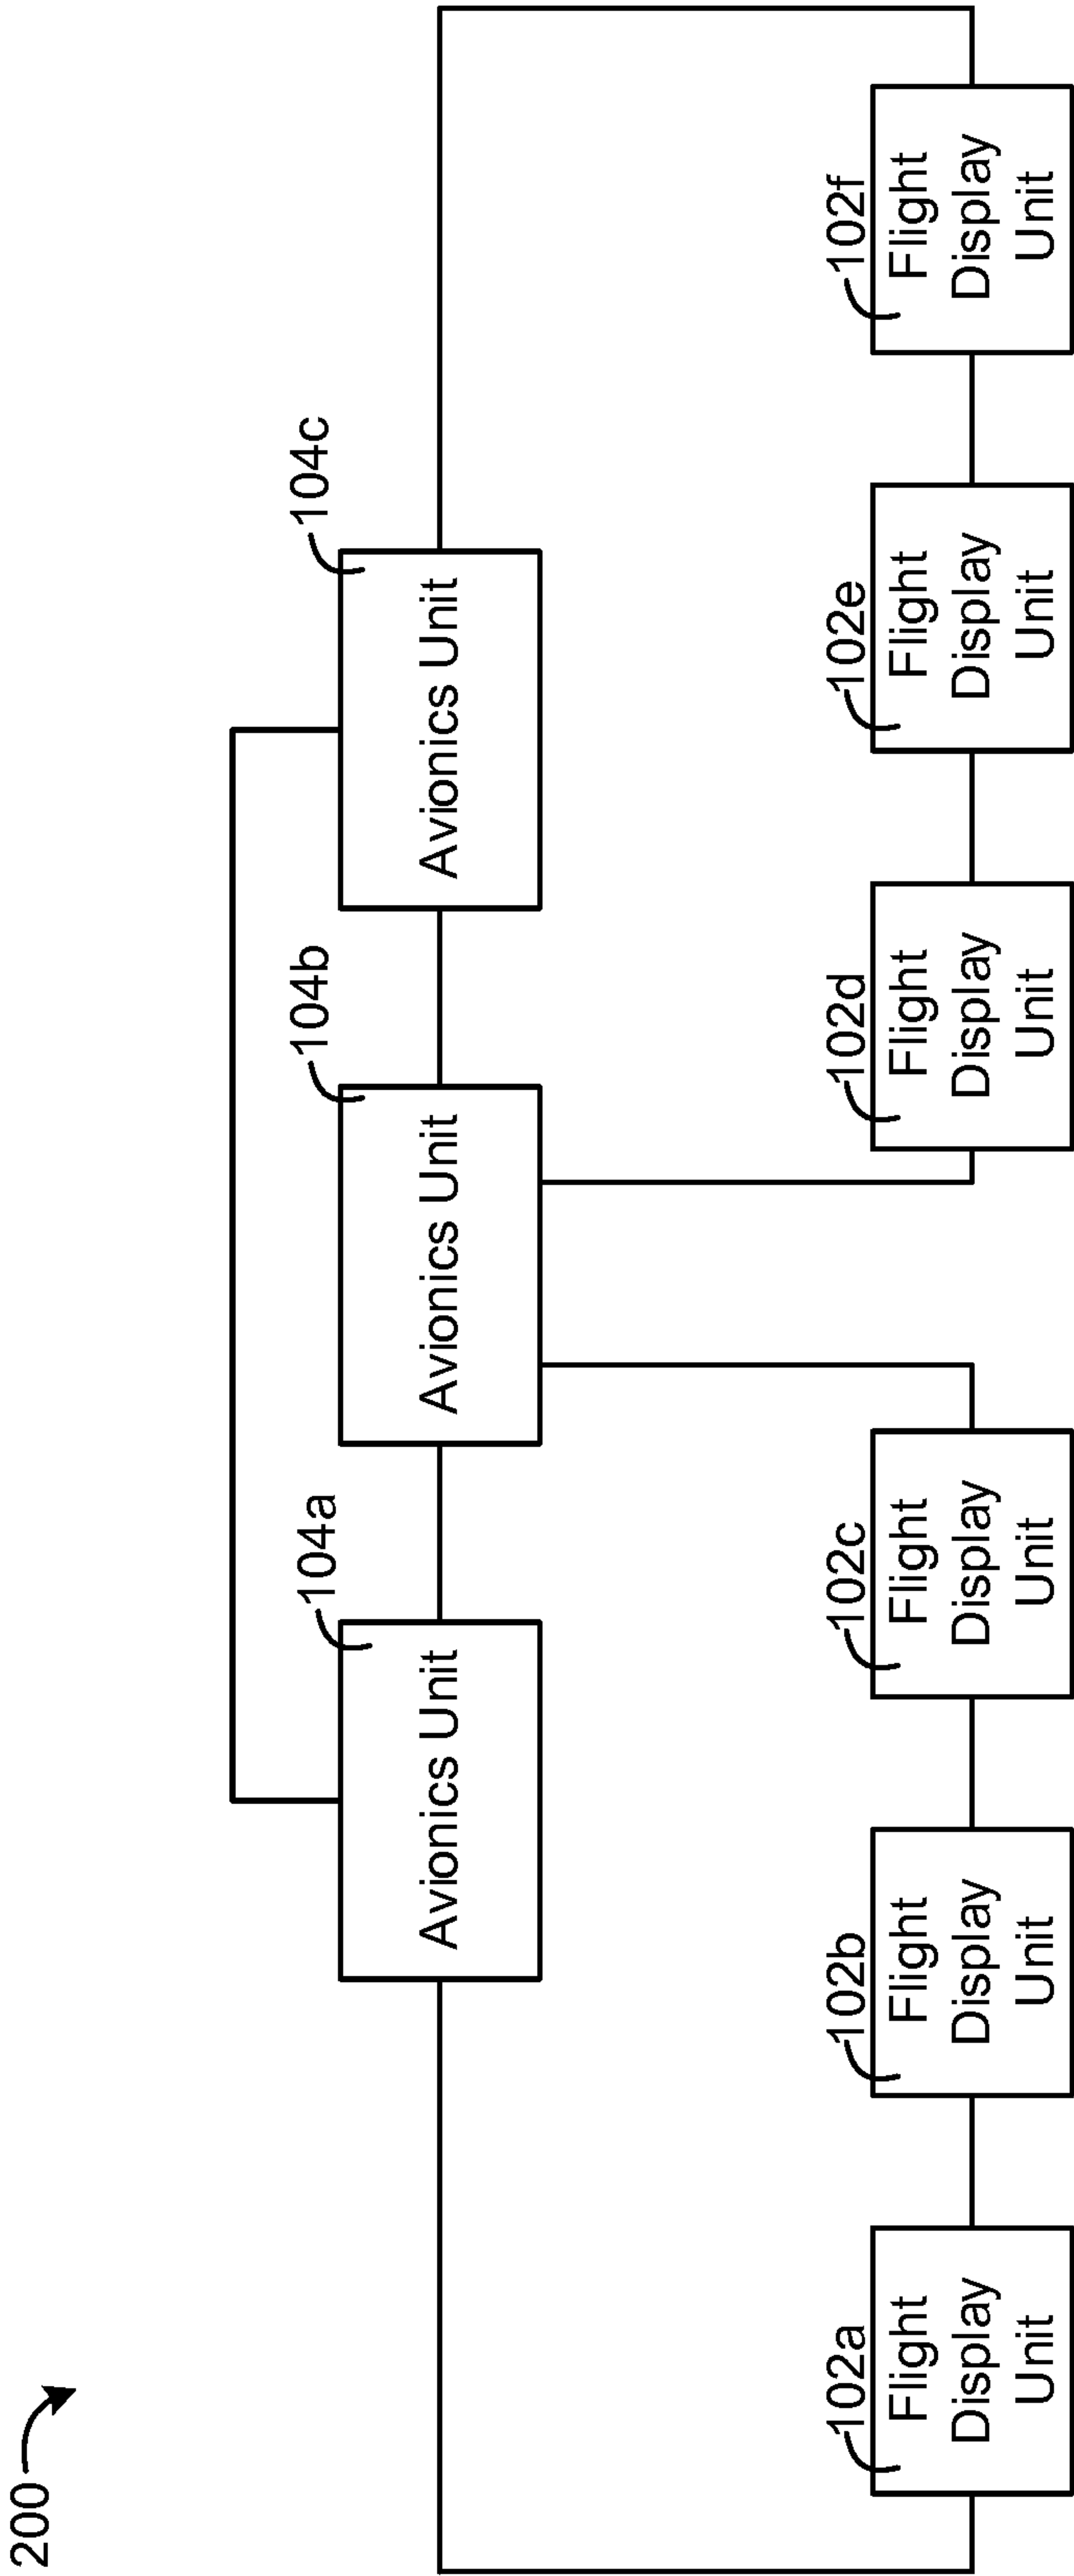 200
104a
104b
104c
Avionics Unit
Avionics Unit
Avionics Unit
102a
102b
102c
102d
102e
102f
Flight
Display
Unit
Flight
Display
Unit
Flight
Display
Unit
Flight
Display
Unit
Flight
Display
Unit
Flight
Display
Unit